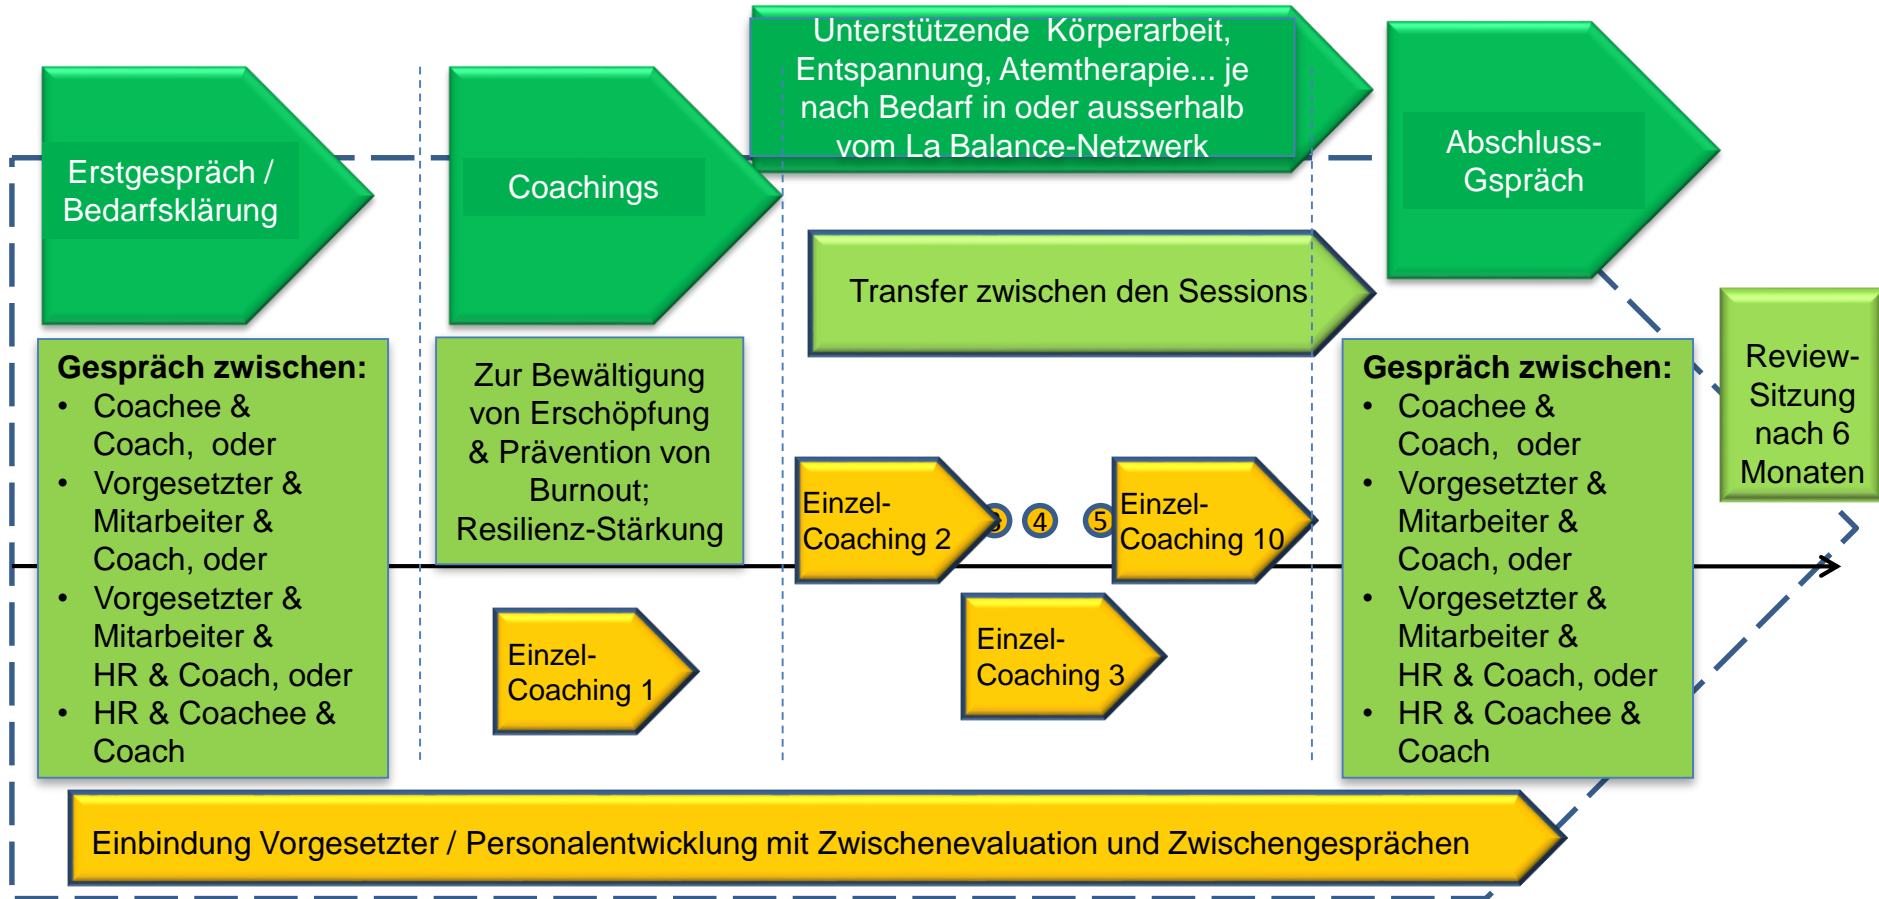 Unterstützende Körperarbeit,
Entspannung, Atemtherapie... je
nach Bedarf in oder ausserhalb
vom La Balance-Netzwerk
Erstgespräch /
Bedarfsklärung
Coachings
Abschluss-
Gspräch
Transfer zwischen den Sessions
Gespräch zwischen:
• Coachee &
Coach, oder
• Vorgesetzter &
Mitarbeiter &
Coach, oder
• Vorgesetzter &
Mitarbeiter &
HR & Coach, oder
• HR & Coachee &
Coach
Zur Bewältigung
von Erschöpfung
& Prävention von
Burnout;
Resilienz-Stärkung
Einzel-
Coaching 1
Einzel-
Coaching 2
4
5
Einzel-
Coaching 10
Einzel-
Coaching 3
Gespräch zwischen:
• Coachee &
Coach, oder
• Vorgesetzter &
Mitarbeiter &
Coach, oder
• Vorgesetzter &
Mitarbeiter &
HR & Coach, oder
• HR & Coachee &
Coach
Review-
Sitzung
nach 6
Monaten
Einbindung Vorgesetzter / Personalentwicklung mit Zwischenevaluation und Zwischengesprächen